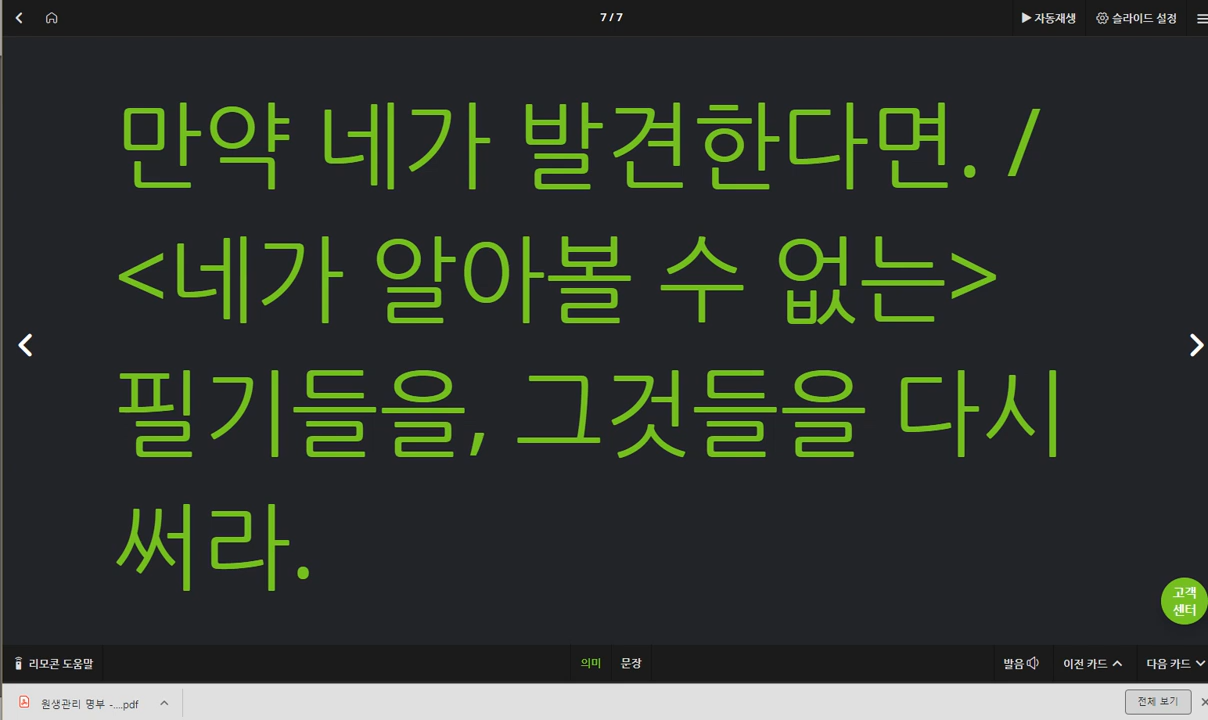 7 / 7
자동재생
슬라이드 설정
만약 네가 발견한다면. /
<네가 알아볼 수 없는>
필기들을, 그것들을 다시
써라.
고객
센터
리모콘 도움말
의미
문장
발음
이전 카드
다음 카드
원생관리 명부 -....pdf
전체 보기